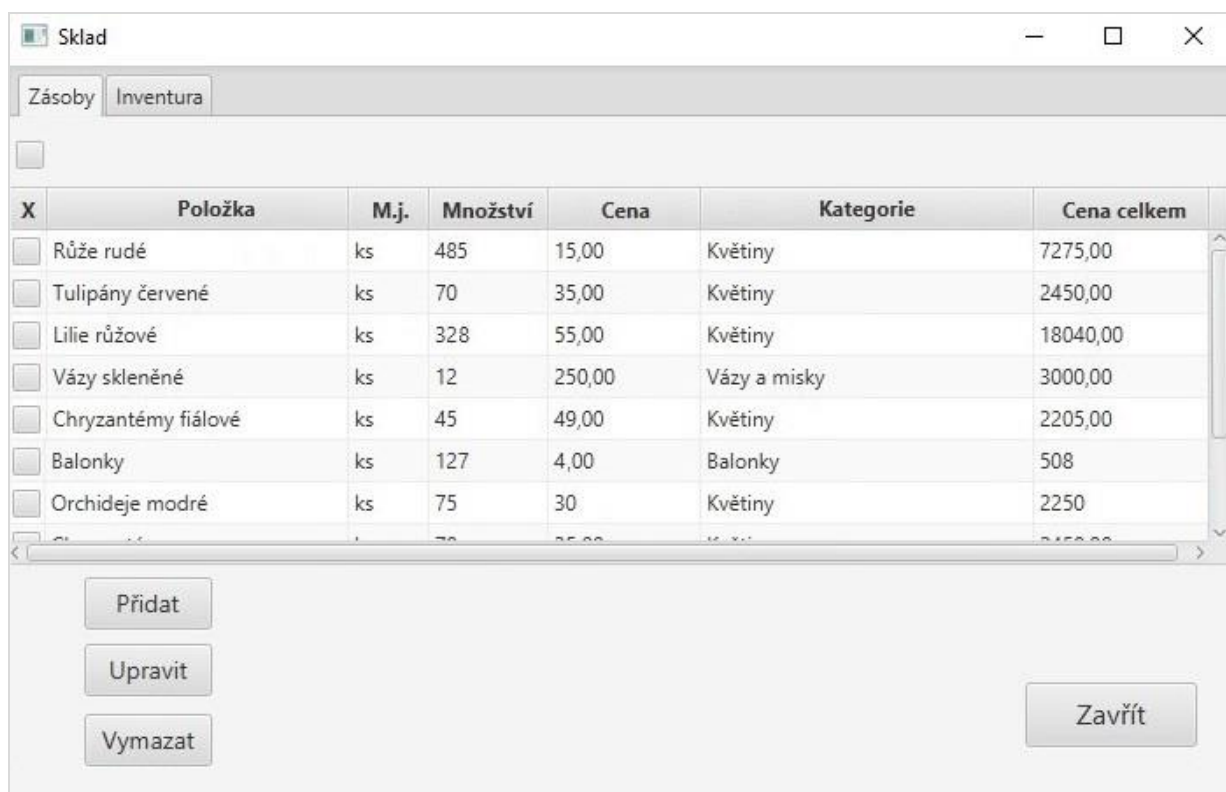 Sklad
Zásoby Inventura
X Položka M.j. Množství Cena Kategorie Cena celkem
Růže rudé ks 485 15,00 Květiny 7275,00
Tulipány červené ks 70 35,00 Květiny 2450,00
Lilie růžové ks 328 55,00 Květiny 18040,00
Vázy skleněné ks 12 250,00 Vázy a misky 3000,00
Chryzantémy fiálové ks 45 49,00 Květiny 2205,00
Balonky ks 127 4,00 Balonky 508
Orchideje modré ks 75 30 Květiny 2250
Přidat
Upravit
Vymazat
Zavřít